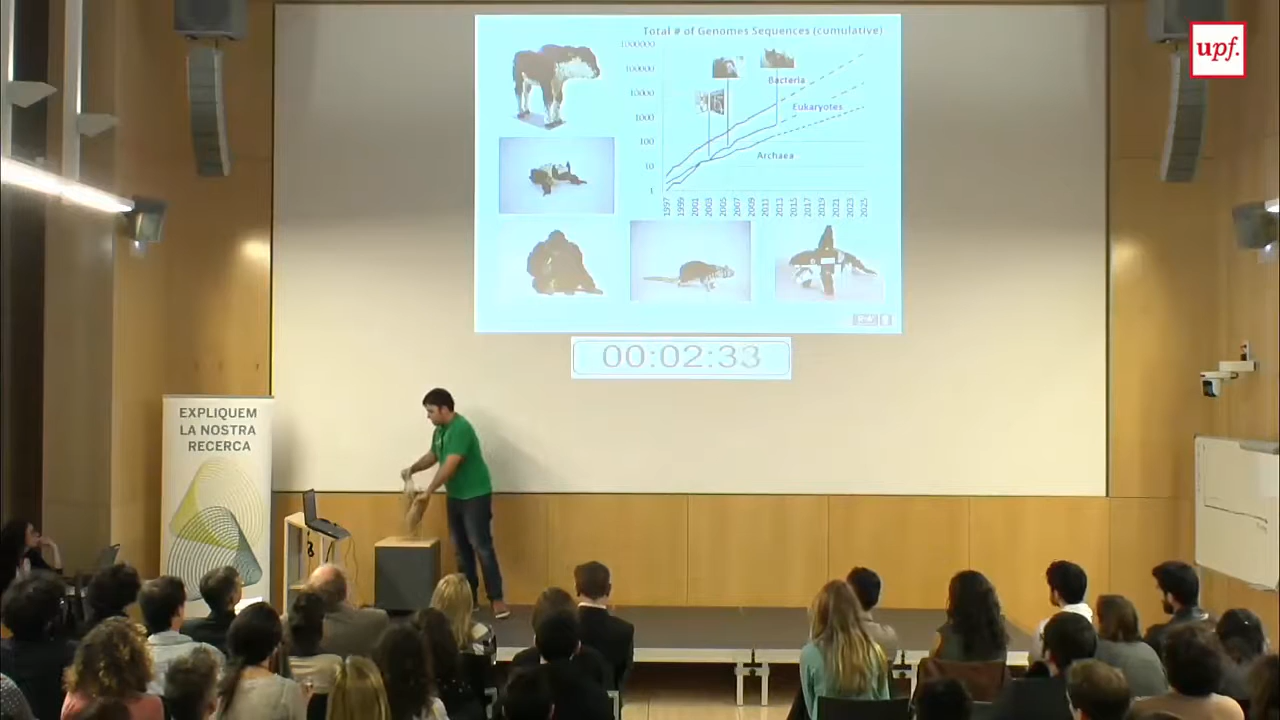 upf.
Total # of Genomes Sequences (cumulative)
1000000
100000
10000
1000
100
10
1
Bacteria
Eukaryotes
Archaea
1997 1999 2001 2003 2005 2007 2009 2011 2013 2015 2017 2019 2021 2023 2025
00:02:33
EXPLIQUEM
LA NOSTRA
RECERCA